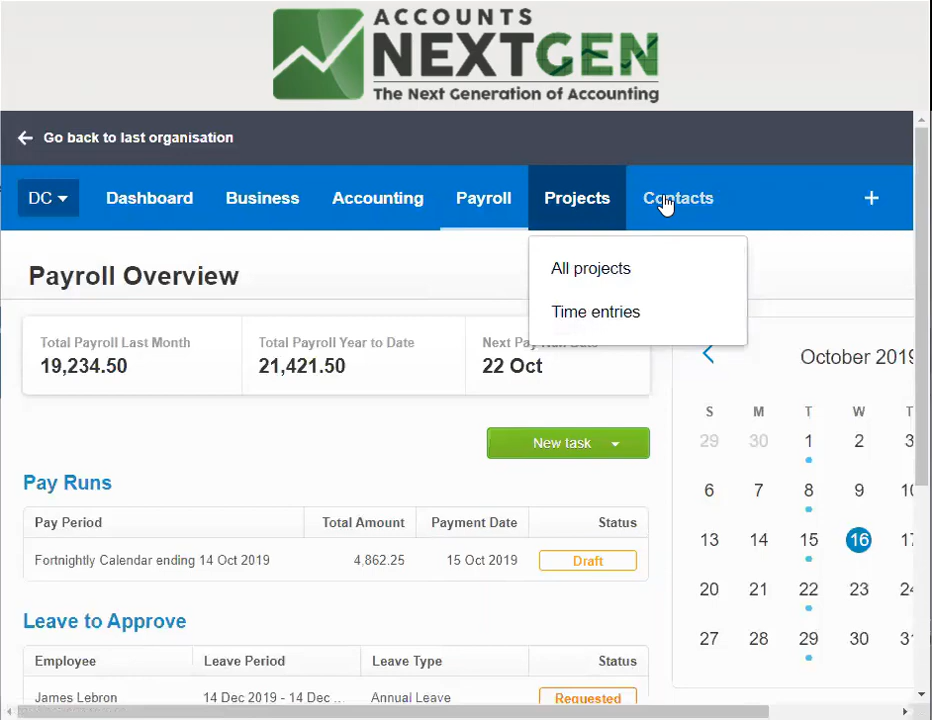 ACCOUNTS
NEXTGEN
The Next Generation of Accounting
Go back to last organisation
DC Dashboard Business Accounting Payroll Projects Contacts +
All projects
Time entries
Payroll Overview
Total Payroll Last Month Total Payroll Year to Date
19,234.50 21,421.50 22 Oct
October 2019
S M T W T
29 30 1 2 3
6 7 8 9 10
13 14 15 16 17
20 21 22 23
27 28 29 30
New task
Pay Runs
Pay Period Total Amount Payment Date Status
Fortnightly Calendar ending 14 Oct 2019 4,862.25 15 Oct 2019 Draft
Leave to Approve
Employee Leave Period Leave Type Status
James Lebron 14 Dec 2019 - 14 Dec ... Annual Leave Requested